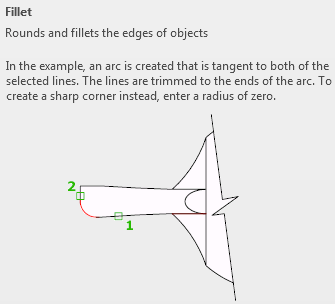 Fillet
Rounds and fillets the edges of objects
In the example, an arc is created that is tangent to both of the
selected lines. The lines are trimmed to the ends of the arc. To
create a sharp corner instead, enter a radius of zero.
2
1